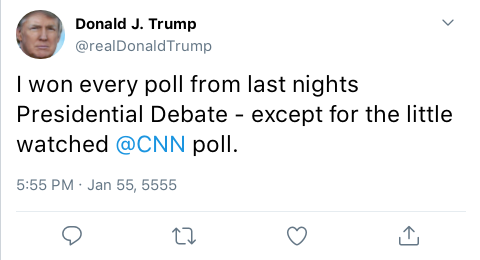 Donald J. Trump
@realDonaldTrump
I won every poll from last nights
Presidential Debate - except for the little
watched @CNN poll.
5:55 PM · Jan 55, 5555